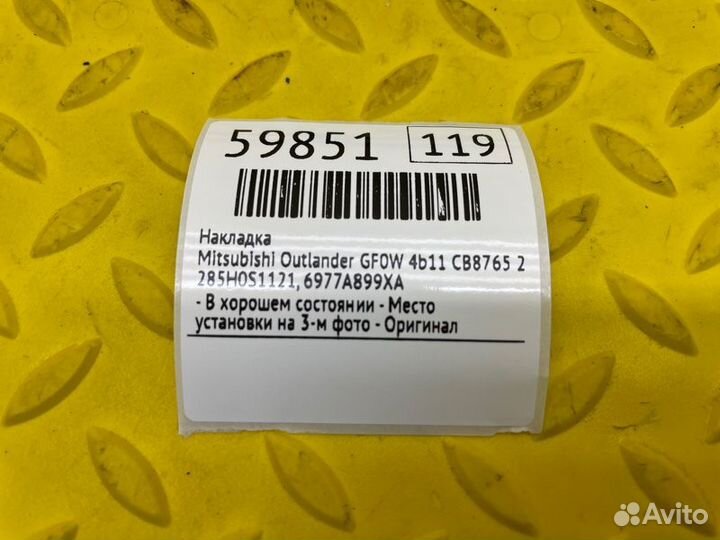 59851 119
Накладка
Mitsubishi Outlander GF0W 4b11 CB8765 2
285H0S1121, 6977A899XA
- В хорошем состоянии - Место
установки на 3-м фото - Оригинал
Avito